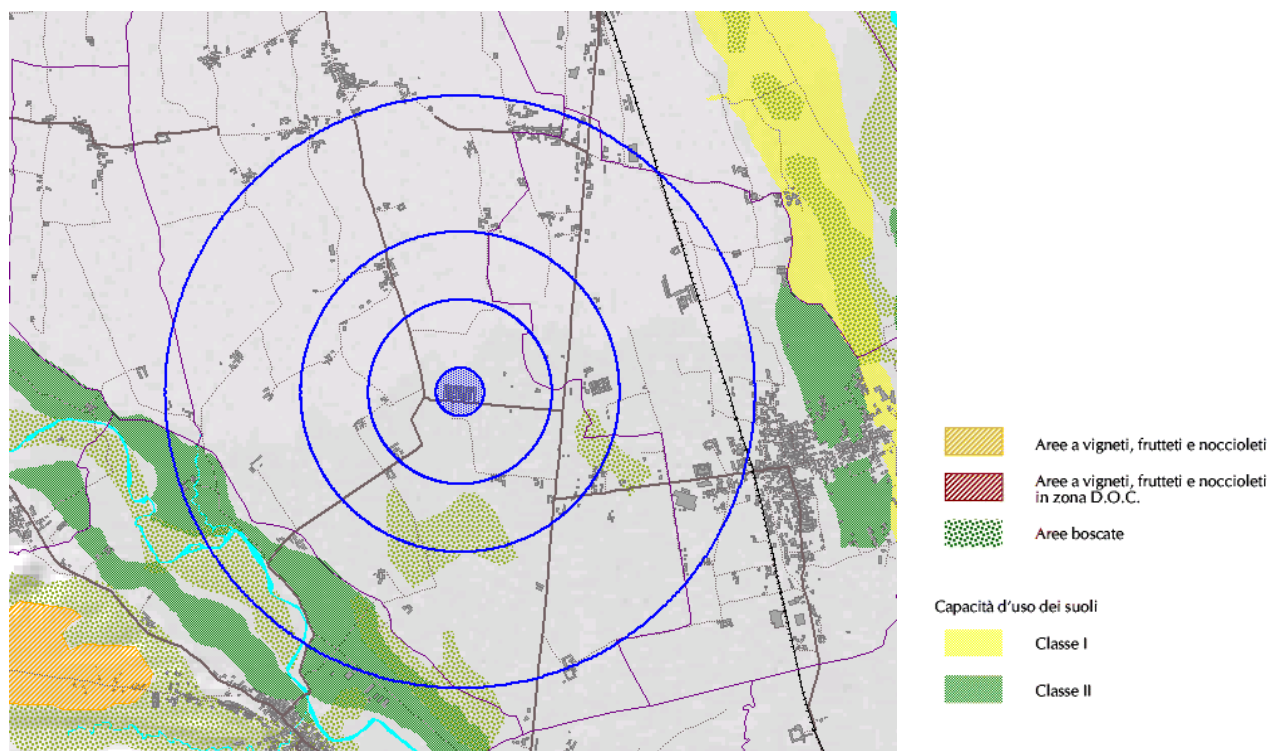 Aree a vigneti, frutteti e noccioleti
Aree a vigneti, frutteti e noccioleti
in zona D.O.C.
Aree boscate
Capacità d'uso dei suoli
Classe I
Classe II